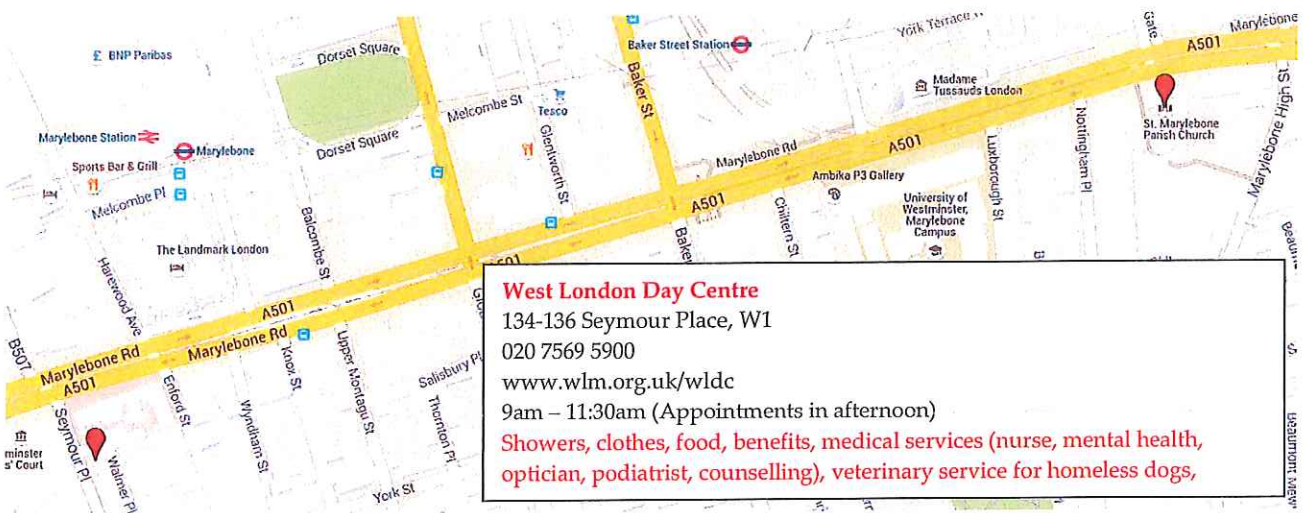 York Terrace W
Gate.
Marylebone
A501
BNP Paribas
Dorset Square
Baker Street Station
Baker St
Madame
Tussauds London
Marylebone High St
Melcombe St
Tesco
Glentworth St
Nottingham Pl
St. Marylebone
Parish Church
Marylebone Station
Marylebone
Dorset Square
Marylebone Rd
A501
Luxborough St
Sports Bar & Grill
Melcombe Pl
Ambika P3 Gallery
A501
University of
Westminster,
Marylebone
Campus
Balcombe St
Chiltern St
The Landmark London
Harewood Ave
Baker
A501
Marylebone Rd
B507
Marylebone Rd
A501
Knox St
Upper Montagu St
Salisbury Pl
Enford St
Wyndham St
Thornton Pl
Seymour Pl
Walmer Pl
minster
s' Court
York St
Beaumont Mew
West London Day Centre
134-136 Seymour Place, W1
020 7569 5900
www.wlm.org.uk/wldc
9am – 11:30am (Appointments in afternoon)
Showers, clothes, food, benefits, medical services (nurse, mental health,
optician, podiatrist, counselling), veterinary service for homeless dogs,